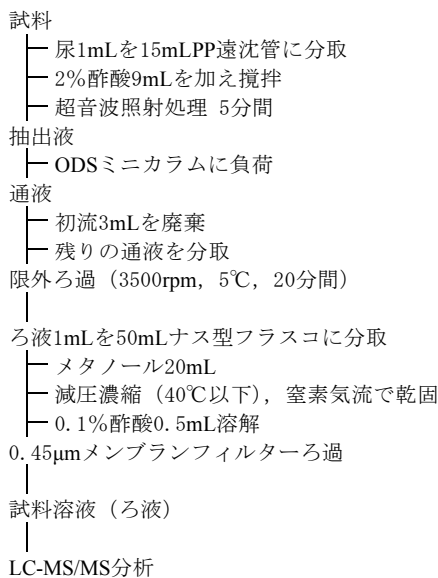 試料
尿1mLを15mLPP遠沈管に分取
2％酢酸9mLを加え撹拌
超音波照射処理 5分間
抽出液
ODSミニカラムに負荷
通液
初流3mLを廃棄
残りの通液を分取
限外ろ過（3500rpm，5℃，20分間）
ろ液1mLを50mLナス型フラスコに分取
メタノール20mL
減圧濃縮（40℃以下），窒素気流で乾固
0.1％酢酸0.5mL溶解
0.45μmメンブランフィルターろ過
試料溶液（ろ液）
LC-MS/MS分析